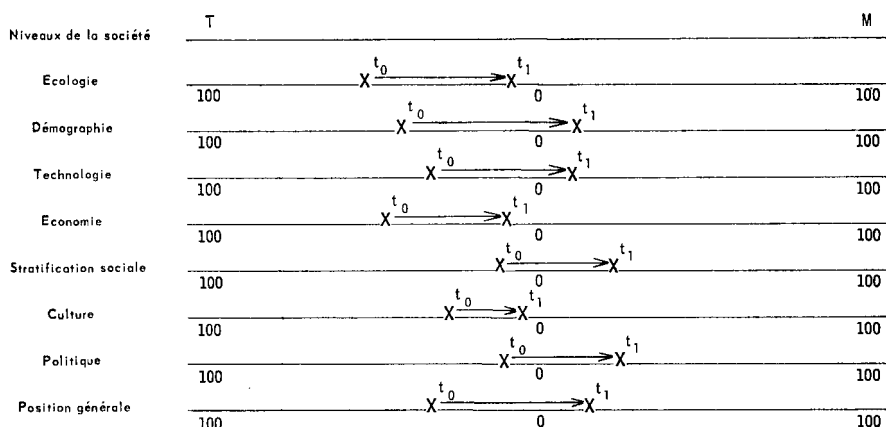 T M
Niveaux de la société
t0 t1
Ecologie X X
100 0 100
t0 t1
Démographie X X
100 0 100
t0 t1
Technologie X X
100 0 100
t0 t1
Economie X X
100 0 100
t0 t1
Stratification sociale X X
100 0 100
t0 t1
Culture X X
100 0 100
t0 t1
Politique X X
100 0 100
t0 t1
Position générale X X
100 0 100